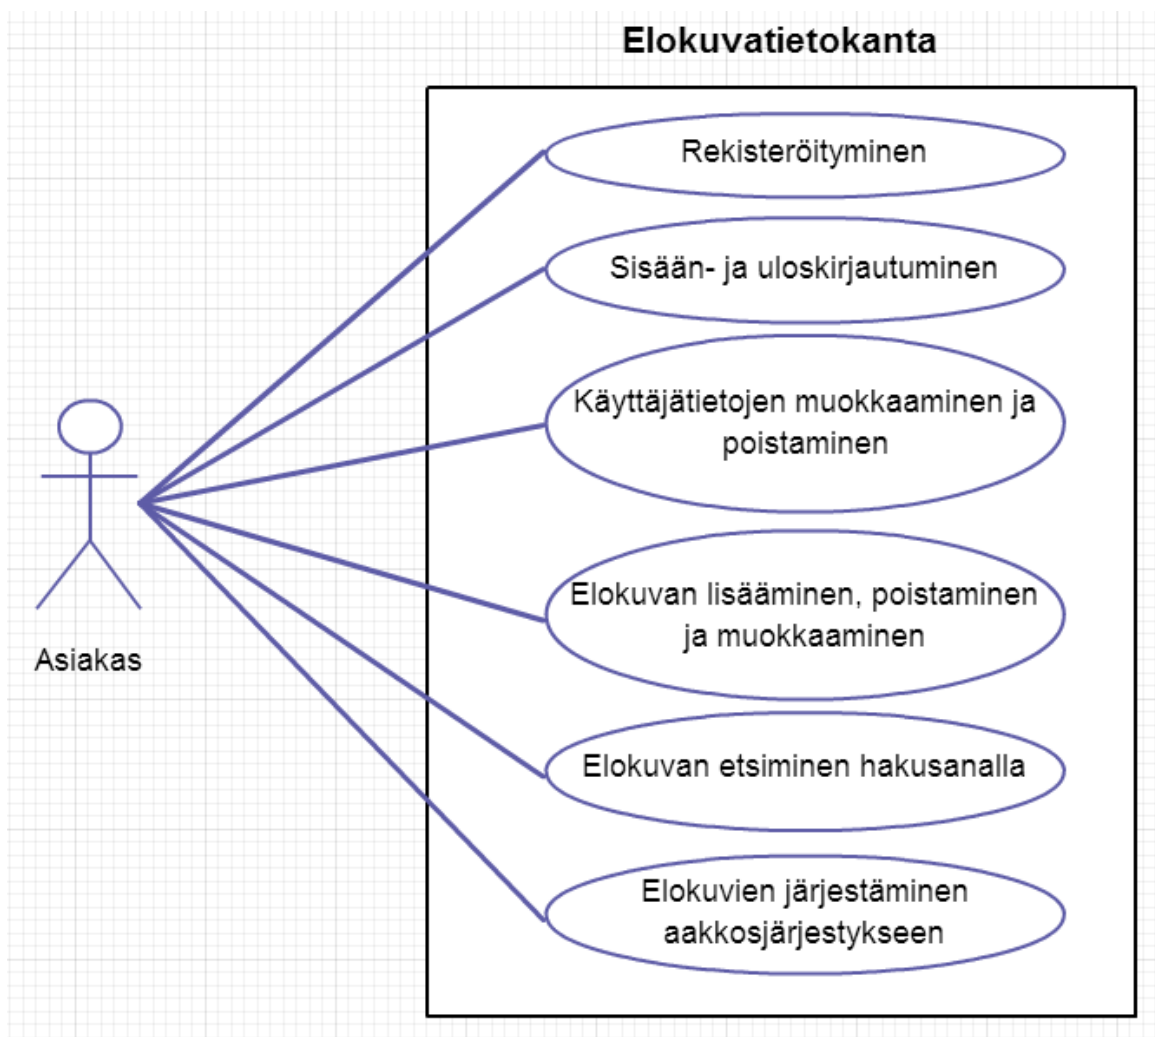 Elokuvatietokanta
Rekisteröityminen
Sisään- ja uloskirjautuminen
Käyttäjätietojen muokkaaminen ja
poistaminen
Elokuvan lisääminen, poistaminen
ja muokkaaminen
Asiakas
Elokuvan etsiminen hakusanalla
Elokuvien järjestäminen
aakkosjärjestykseen